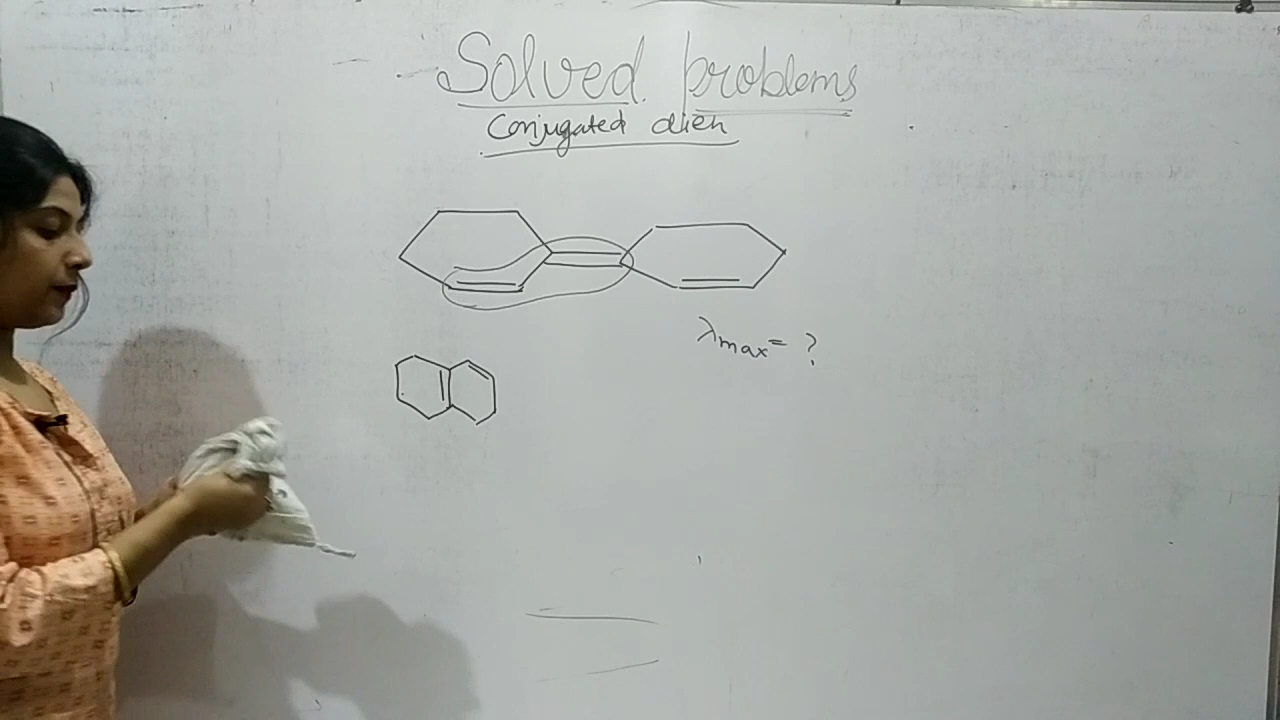 Solved problems
Conjugated dien
λmax = ?